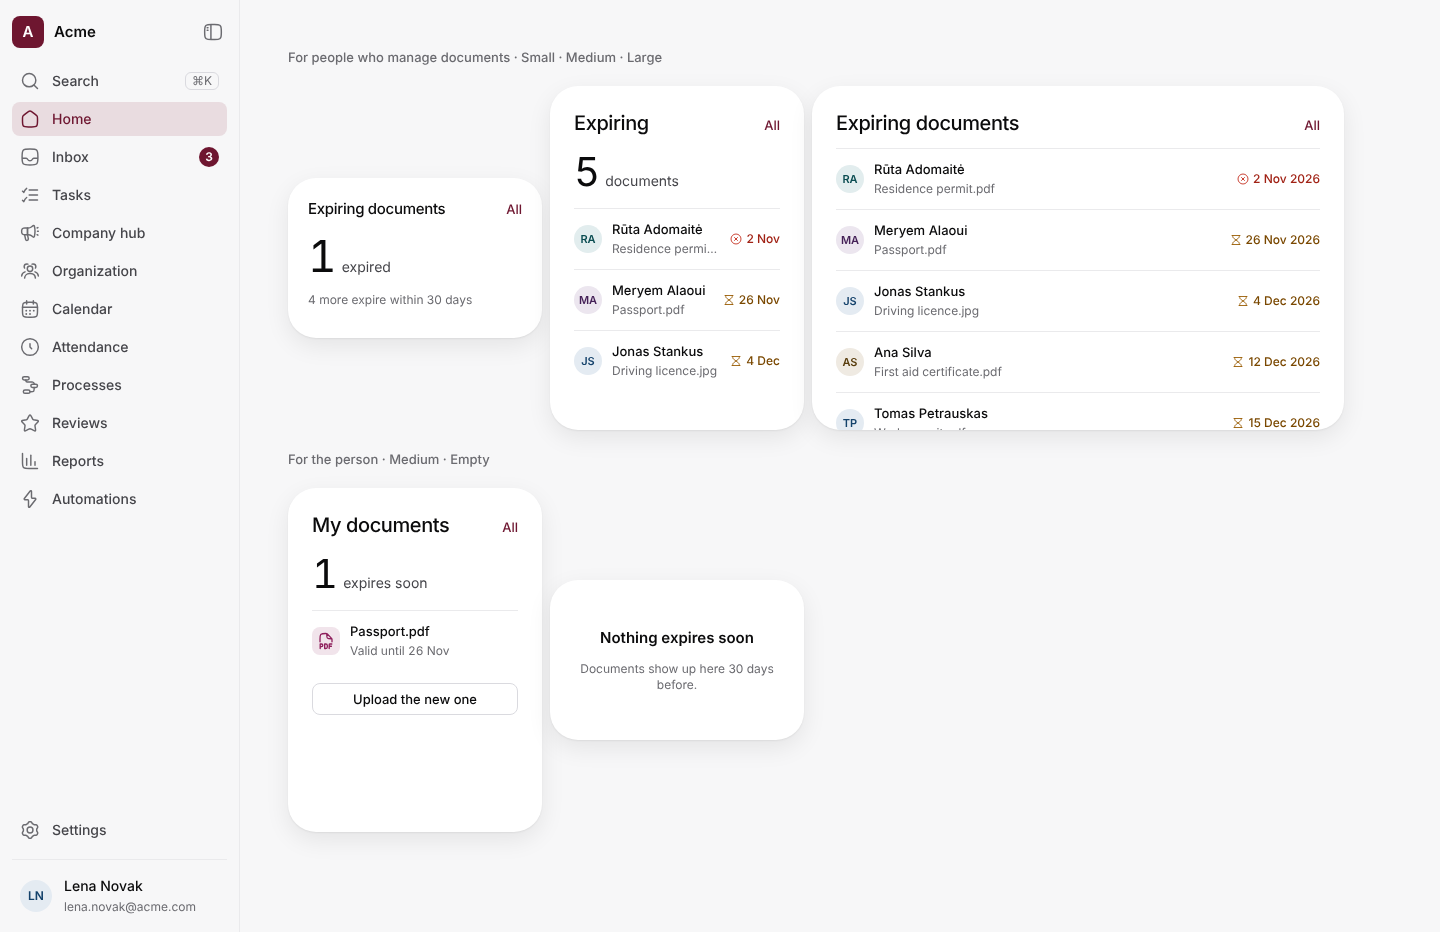 A Acme
Search ⌘K
Home
Inbox 3
Tasks
Company hub
Organization
Calendar
Attendance
Processes
Reviews
Reports
Automations
Settings
LN Lena Novak
lena.novak@acme.com
For people who manage documents · Small · Medium · Large
Expiring documents All
1 expired
4 more expire within 30 days
Expiring All
5 documents
RA Rūta Adomaitė
Residence permi... 2 Nov
MA Meryem Alaoui
Passport.pdf 26 Nov
JS Jonas Stankus
Driving licence.jpg 4 Dec
Expiring documents All
RA Rūta Adomaitė
Residence permit.pdf 2 Nov 2026
MA Meryem Alaoui
Passport.pdf 26 Nov 2026
JS Jonas Stankus
Driving licence.jpg 4 Dec 2026
AS Ana Silva
First aid certificate.pdf 12 Dec 2026
TP Tomas Petrauskas
15 Dec 2026
For the person · Medium · Empty
My documents All
1 expires soon
PDF Passport.pdf
Valid until 26 Nov
Upload the new one
Nothing expires soon
Documents show up here 30 days
before.